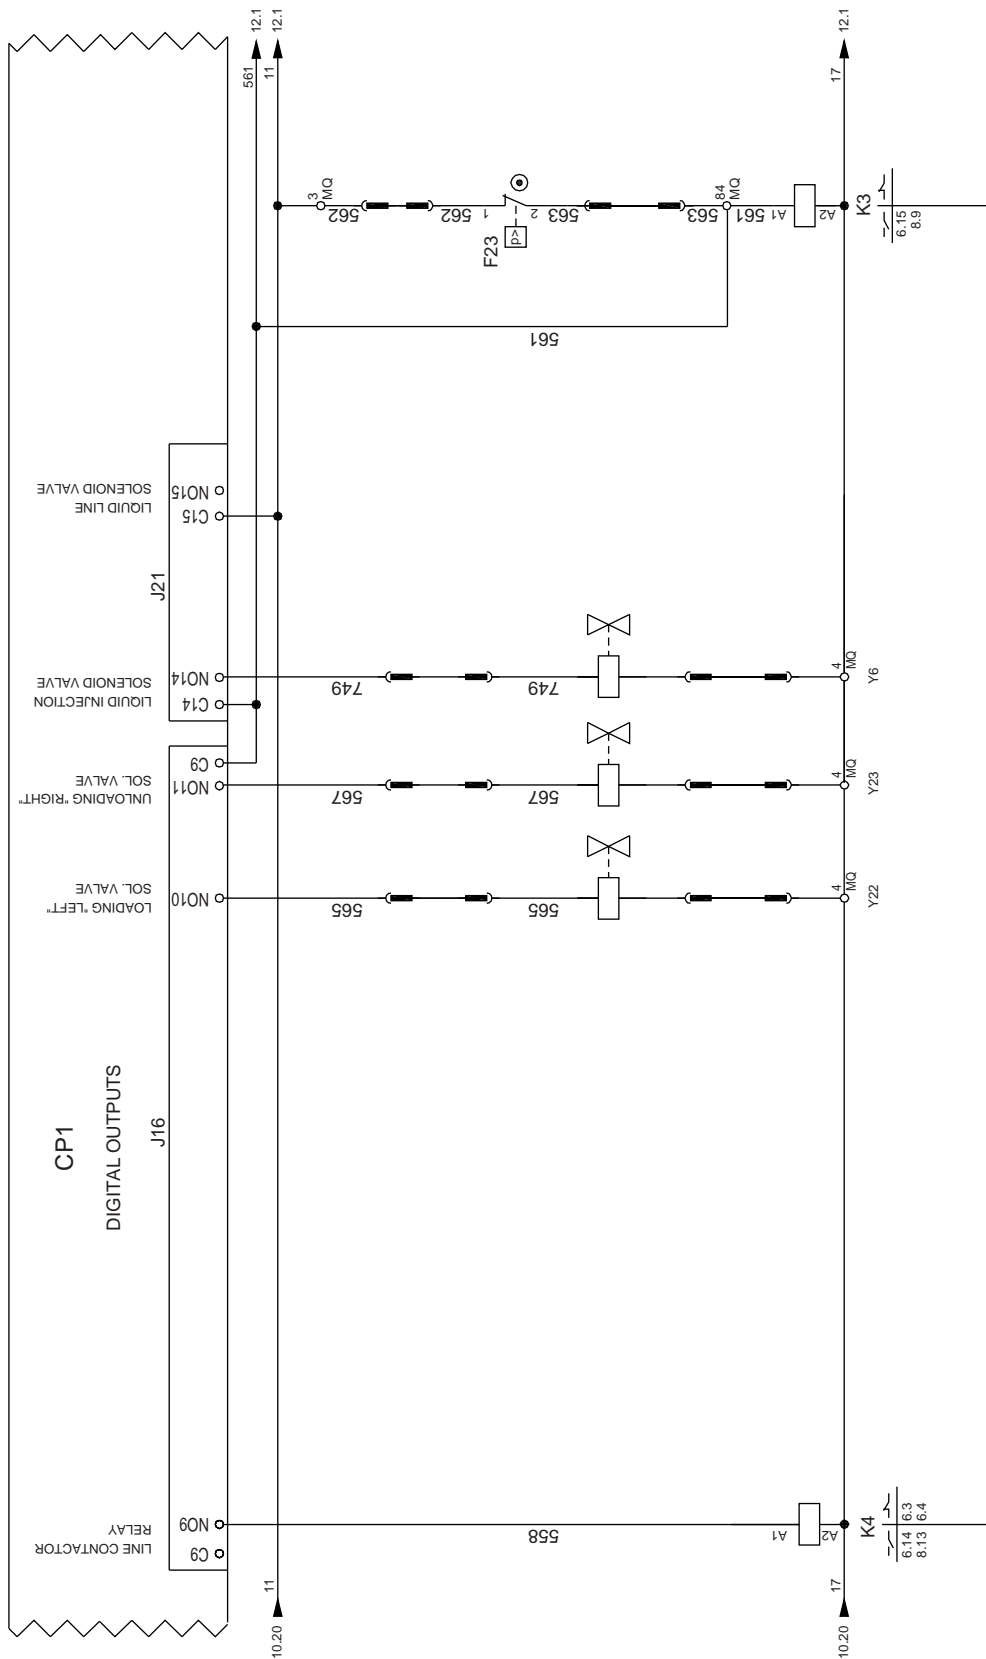 CP1
DIGITAL OUTPUTS
J16
J21
LINE CONTACTOR
RELAY
C9
NO9
LOADING "LEFT"
SOL. VALVE
NO10
UNLOADING "RIGHT"
SOL. VALVE
NO11
C9
LIQUID INJECTION
SOLENOID VALVE
C14
NO14
LIQUID LINE
SOLENOID VALVE
C15
NO15
10.20
11
561
12.1
11
12.1
558
565
567
749
561
3
MQ
562
562
565
567
749
F23
p>
1
2
563
563
84
MQ
561
A1
A2
A1
A2
10.20
17
4
MQ
4
MQ
4
MQ
17
12.1
K4
6.14
8.13
6.3
6.4
Y22
Y23
Y6
K3
6.15
8.9